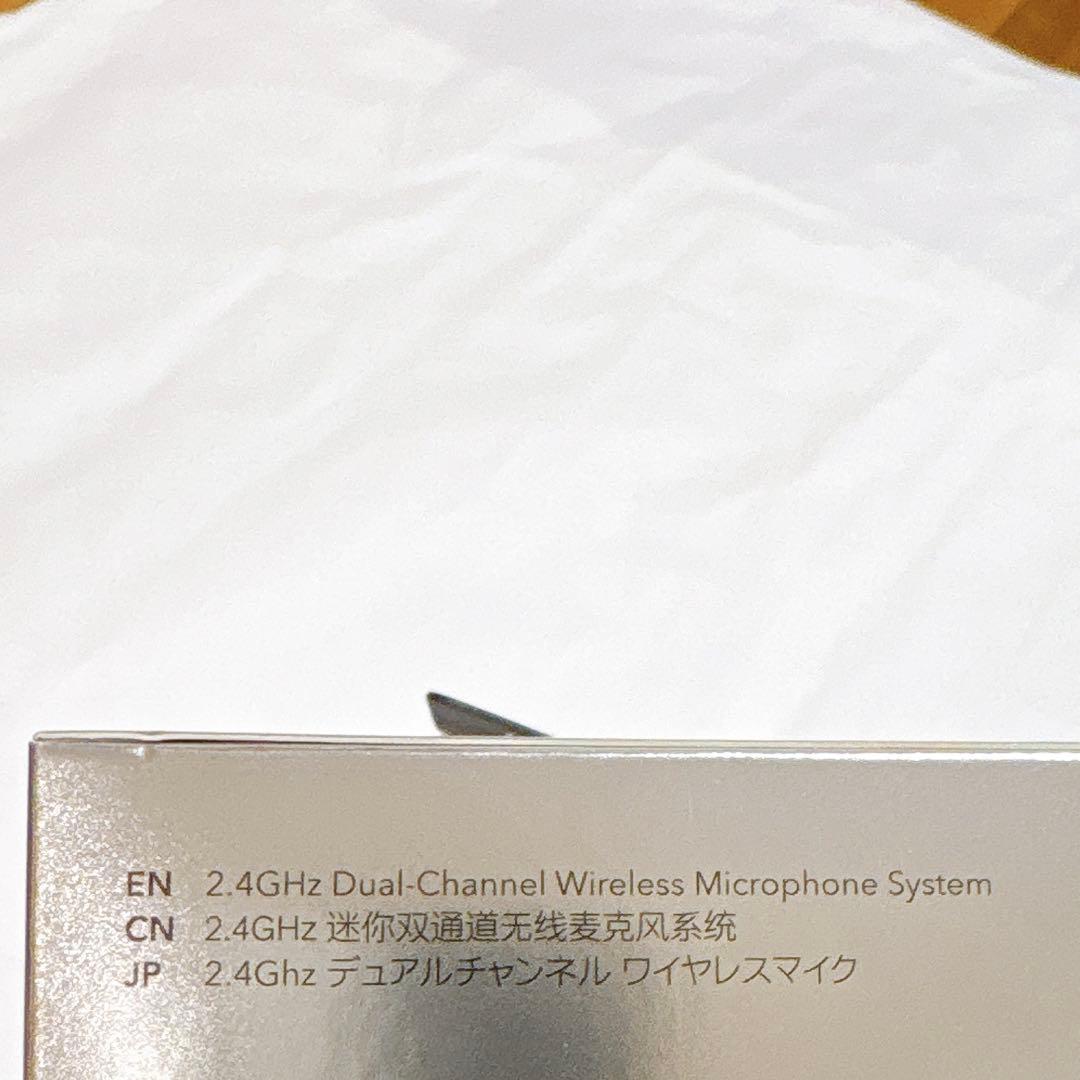 EN 2.4GHz Dual-Channel Wireless Microphone System
CN 2.4GHz 迷你双通道无线麦克风系统
JP 2.4Ghz デュアルチャンネル ワイヤレスマイク